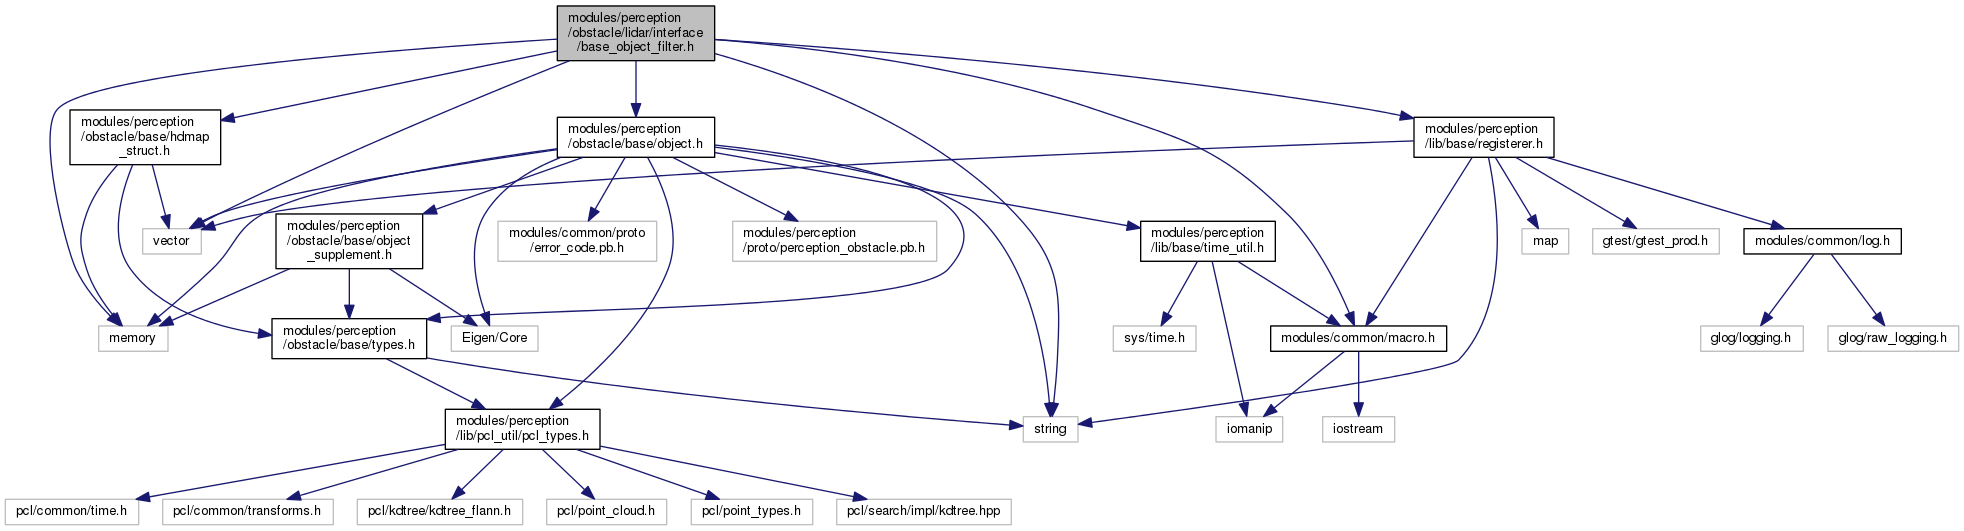 modules/perception
/obstacle/lidar/interface
/base_object_filter.h
modules/perception
/obstacle/base/hdmap
_struct.h
modules/perception
/obstacle/base/object.h
modules/perception
/lib/base/registerer.h
vector
modules/perception
/obstacle/base/object
_supplement.h
modules/common/proto
/error_code.pb.h
modules/perception
/proto/perception_obstacle.pb.h
modules/perception
/lib/base/time_util.h
map
gtest/gtest_prod.h
modules/common/log.h
memory
modules/perception
/obstacle/base/types.h
Eigen/Core
sys/time.h
modules/common/macro.h
glog/logging.h
glog/raw_logging.h
modules/perception
/lib/pcl_util/pcl_types.h
string
iomanip
iostream
pcl/common/time.h
pcl/common/transforms.h
pcl/kdtree/kdtree_flann.h
pcl/point_cloud.h
pcl/point_types.h
pcl/search/impl/kdtree.hpp